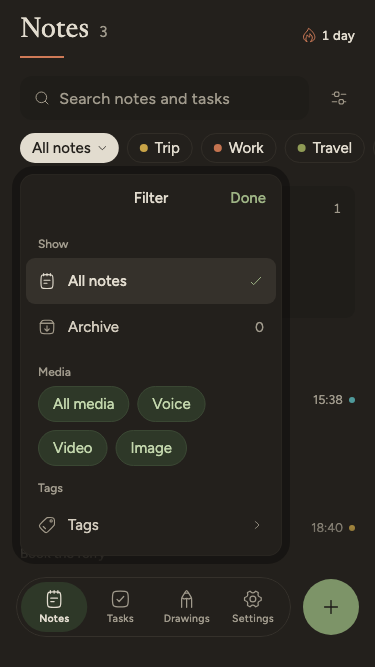 Notes 3
1 day
Search notes and tasks
All notes Trip Work Travel
Filter Done
1
Show
All notes
Archive 0
Media
All media Voice
15:38
Video Image
Tags
Tags
18:40
Notes Tasks Drawings Settings